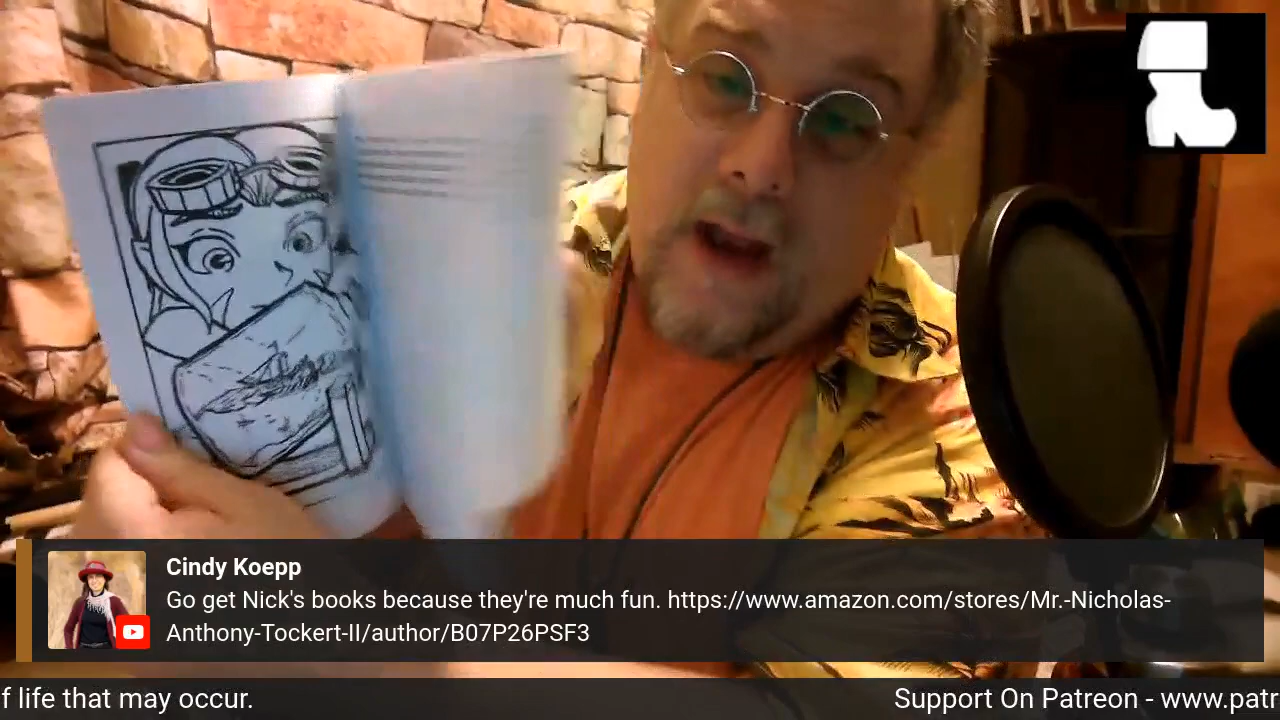 Cindy Koepp
Go get Nick's books because they're much fun. https://www.amazon.com/stores/Mr.-Nicholas-
Anthony-Tockert-II/author/B07P26PSF3
f life that may occur. Support On Patreon - www.patr